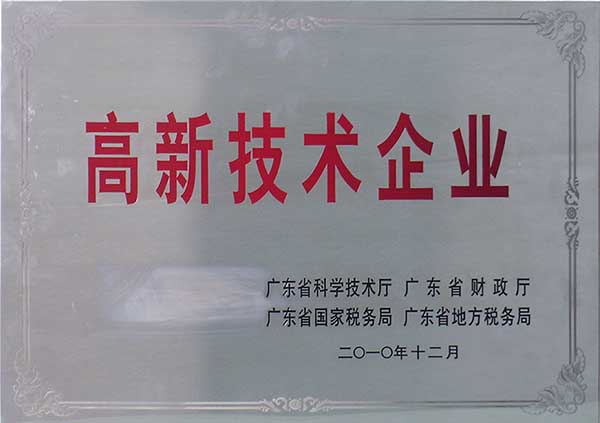 高新技术企业
广东省科学技术厅 广东省财政厅
广东省国家税务局 广东省地方税务局
二〇一〇年十二月